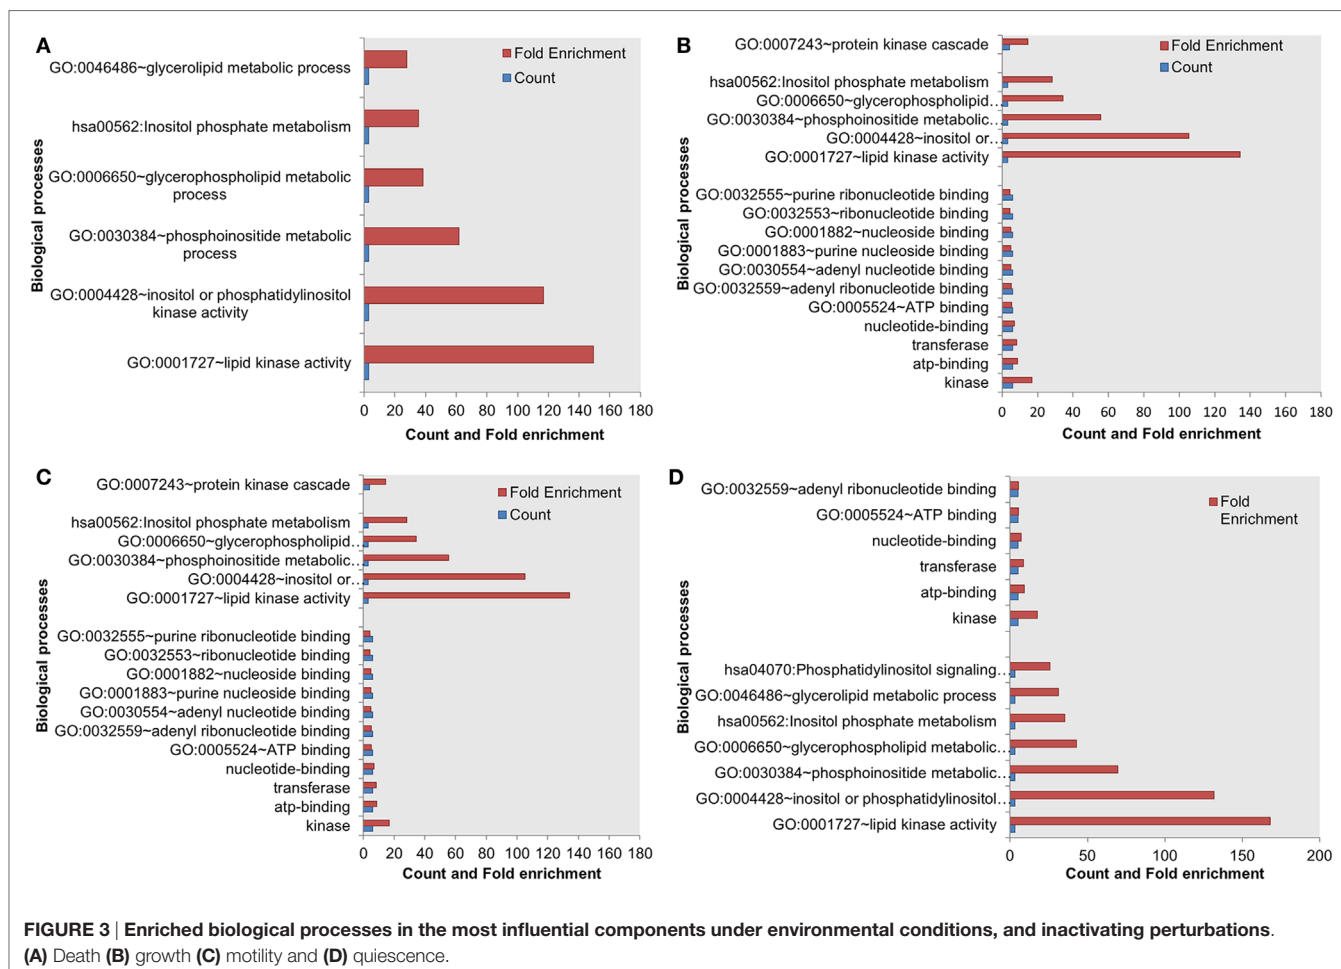 A
Fold Enrichment
Count
GO:0046486~glycerolipid metabolic process
hsa00562:Inositol phosphate metabolism
GO:0006650~glycerophospholipid metabolic
process
GO:0030384~phosphoinositide metabolic
process
GO:0004428~inositol or phosphatidylinositol
kinase activity
GO:0001727~lipid kinase activity
Biological processes
0 20 40 60 80 100 120 140 160 180
Count and Fold enrichment
B
Fold Enrichment
Count
GO:0007243~protein kinase cascade
hsa00562:Inositol phosphate metabolism
GO:0006650~glycerophospholipid...
GO:0030384~phosphoinositide metabolic...
GO:0004428~inositol or...
GO:0001727~lipid kinase activity
GO:0032555~purine ribonucleotide binding
GO:0032553~ribonucleotide binding
GO:0001882~nucleoside binding
GO:0001883~purine nucleoside binding
GO:0030554~adenyl nucleotide binding
GO:0032559~adenyl ribonucleotide binding
GO:0005524~ATP binding
nucleotide-binding
transferase
atp-binding
kinase
Biological processes
0 20 40 60 80 100 120 140 160 180
Count and Fold enrichment
C
Fold Enrichment
Count
GO:0007243~protein kinase cascade
hsa00562:Inositol phosphate metabolism
GO:0006650~glycerophospholipid...
GO:0030384~phosphoinositide metabolic...
GO:0004428~inositol or...
GO:0001727~lipid kinase activity
GO:0032555~purine ribonucleotide binding
GO:0032553~ribonucleotide binding
GO:0001882~nucleoside binding
GO:0001883~purine nucleoside binding
GO:0030554~adenyl nucleotide binding
GO:0032559~adenyl ribonucleotide binding
GO:0005524~ATP binding
nucleotide-binding
transferase
atp-binding
kinase
Biological processes
0 20 40 60 80 100 120 140 160 180
Count and Fold enrichment
D
Fold
Enrichment
GO:0032559~adenyl ribonucleotide binding
GO:0005524~ATP binding
nucleotide-binding
transferase
atp-binding
kinase
hsa04070:Phosphatidylinositol signaling...
GO:0046486~glycerolipid metabolic process
hsa00562:Inositol phosphate metabolism
GO:0006650~glycerophospholipid metabolic...
GO:0030384~phosphoinositide metabolic...
GO:0004428~inositol or phosphatidylinositol...
GO:0001727~lipid kinase activity
Biological processes
0 50 100 150 200
Count and Fold enrichment
FIGURE 3 | Enriched biological processes in the most influential components under environmental conditions, and inactivating perturbations.
(A) Death (B) growth (C) motility and (D) quiescence.